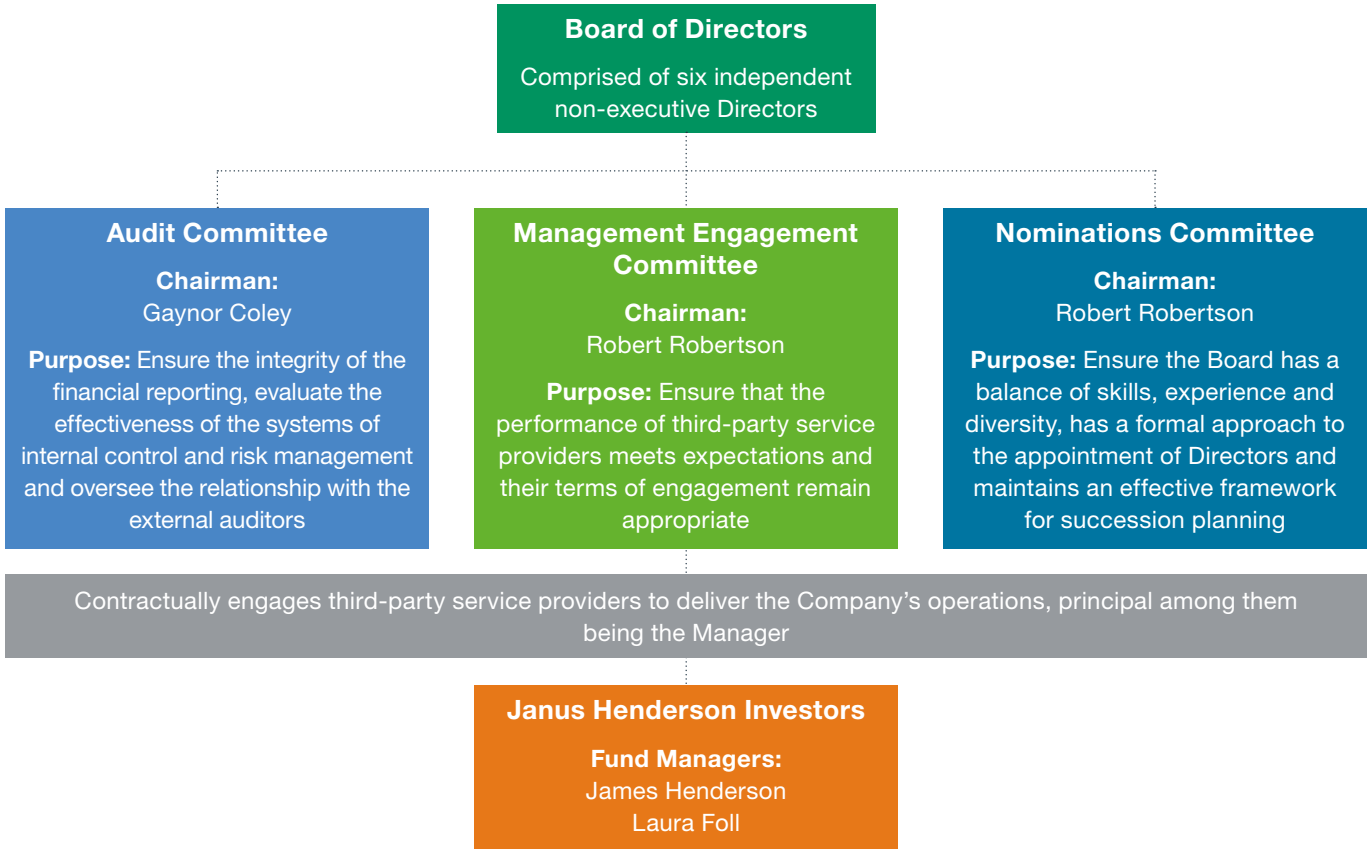 Board of Directors
Comprised of six independent
non-executive Directors
Audit Committee
Chairman:
Gaynor Coley
Purpose: Ensure the integrity of the
financial reporting, evaluate the
effectiveness of the systems of
internal control and risk management
and oversee the relationship with the
external auditors
Management Engagement
Committee
Chairman:
Robert Robertson
Purpose: Ensure that the
performance of third-party service
providers meets expectations and
their terms of engagement remain
appropriate
Nominations Committee
Chairman:
Robert Robertson
Purpose: Ensure the Board has a
balance of skills, experience and
diversity, has a formal approach to
the appointment of Directors and
maintains an effective framework
for succession planning
Contractually engages third-party service providers to deliver the Company’s operations, principal among them
being the Manager
Janus Henderson Investors
Fund Managers:
James Henderson
Laura Foll